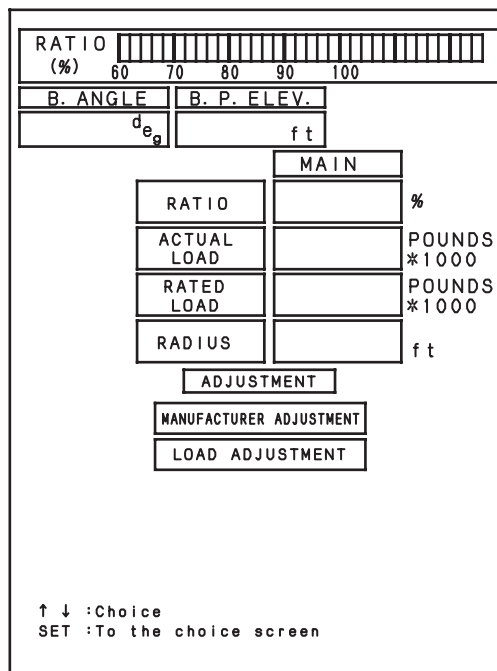 RATIO
(%)
60 70 80 90 100
B. ANGLE B. P. ELEV.
deg ft
MAIN
RATIO %
ACTUAL LOAD POUNDS *1000
RATED LOAD POUNDS *1000
RADIUS ft
ADJUSTMENT
MANUFACTURER ADJUSTMENT
LOAD ADJUSTMENT
↑ ↓ :Choice
SET :To the choice screen